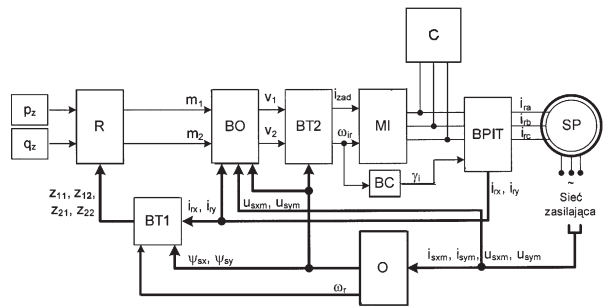 C
p_z
q_z
R
m_1
m_2
BO
v_1
v_2
BT2
i_zad
ω_ir
MI
BC
γ_i
BPIT
i_ra
i_rb
i_rc
SP
~
Sieć
zasilająca
z_11, z_12,
z_21, z_22
BT1
i_rx, i_ry
u_sxm, u_sym
i_rx, i_ry
ψ_sx, ψ_sy
ω_r
O
i_sxm, i_sym, u_sxm, u_sym